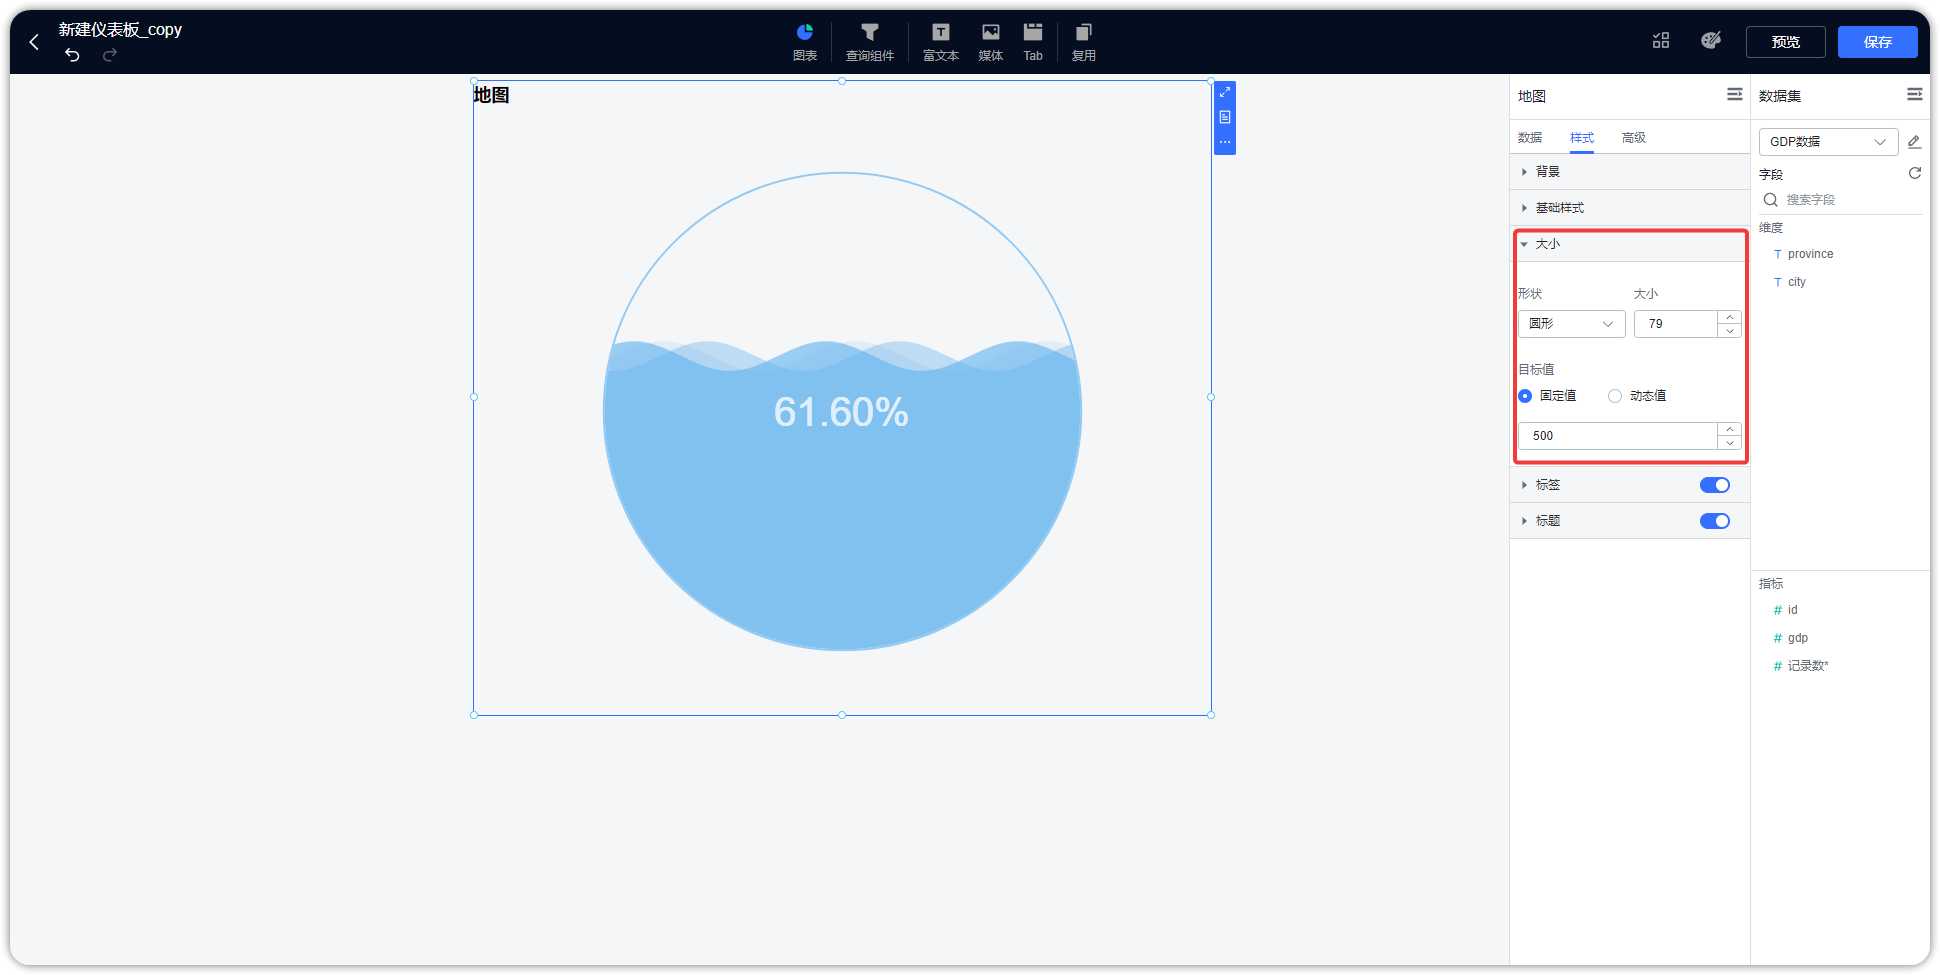 新建仪表板_copy
图表
查询组件
富文本
媒体
Tab
复用
预览
保存
地图
61.60%
地图
数据
样式
高级
背景
基础样式
大小
形状
大小
圆形
79
目标值
固定值
动态值
500
标签
标题
数据集
GDP数据
字段
搜索字段
维度
T province
T city
指标
# id
# gdp
# 记录数*